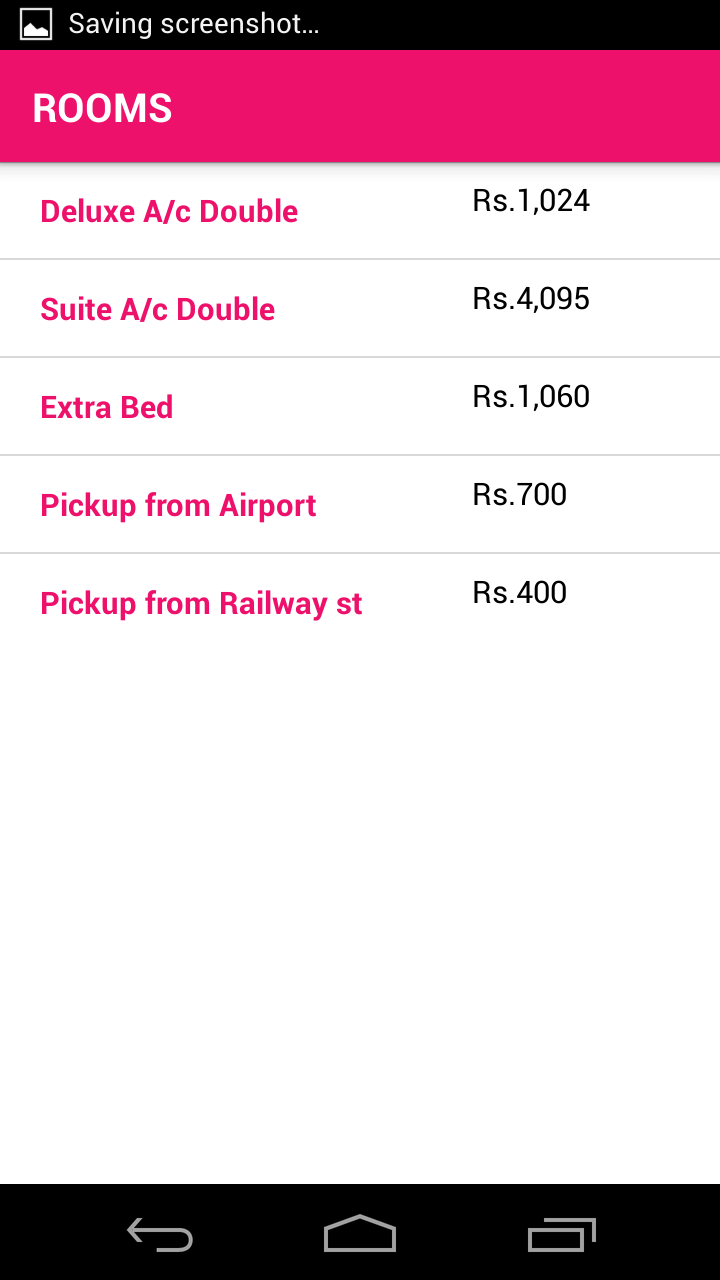 Saving screenshot...
ROOMS
Deluxe A/c Double Rs.1,024
Suite A/c Double Rs.4,095
Extra Bed Rs.1,060
Pickup from Airport Rs.700
Pickup from Railway st Rs.400